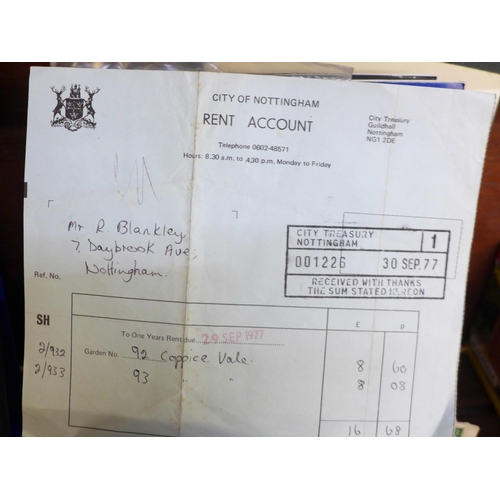 CITY OF NOTTINGHAM
RENT ACCOUNT
City Treasury
Guildhall
Nottingham
NG1 2DE
Telephone 0602-48571
Hours: 8.30 a.m. to 4.30 p.m. Monday to Friday
Mr R. Blankley,
7, Daybrook Ave,
Nottingham.
CITY TREASURY
NOTTINGHAM 1
001226 30 SEP. 77
RECEIVED WITH THANKS
THE SUM STATED HEREON
Ref. No.
SH
£ p
To One Years Rent due 29 SEP 1977
2/932 Garden No. 92 Coppice Vale. 8 60
2/933 93 " 8 08
16 68